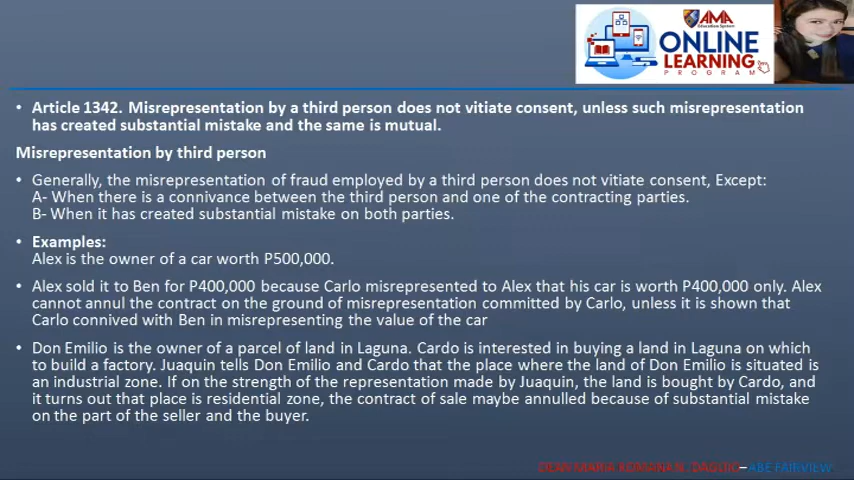 AMA
Education System
ONLINE
LEARNING
PROGRAM
• Article 1342. Misrepresentation by a third person does not vitiate consent, unless such misrepresentation
has created substantial mistake and the same is mutual.
Misrepresentation by third person
• Generally, the misrepresentation of fraud employed by a third person does not vitiate consent, Except:
A- When there is a connivance between the third person and one of the contracting parties.
B- When it has created substantial mistake on both parties.
• Examples:
Alex is the owner of a car worth P500,000.
• Alex sold it to Ben for P400,000 because Carlo misrepresented to Alex that his car is worth P400,000 only. Alex
cannot annul the contract on the ground of misrepresentation committed by Carlo, unless it is shown that
Carlo connived with Ben in misrepresenting the value of the car
• Don Emilio is the owner of a parcel of land in Laguna. Cardo is interested in buying a land in Laguna on which
to build a factory. Juaquin tells Don Emilio and Cardo that the place where the land of Don Emilio is situated is
an industrial zone. If on the strength of the representation made by Juaquin, the land is bought by Cardo, and
it turns out that place is residential zone, the contract of sale maybe annulled because of substantial mistake
on the part of the seller and the buyer.
DEAN MARIA ROMANA R. DAGUIO – ABE FAIRVIEW